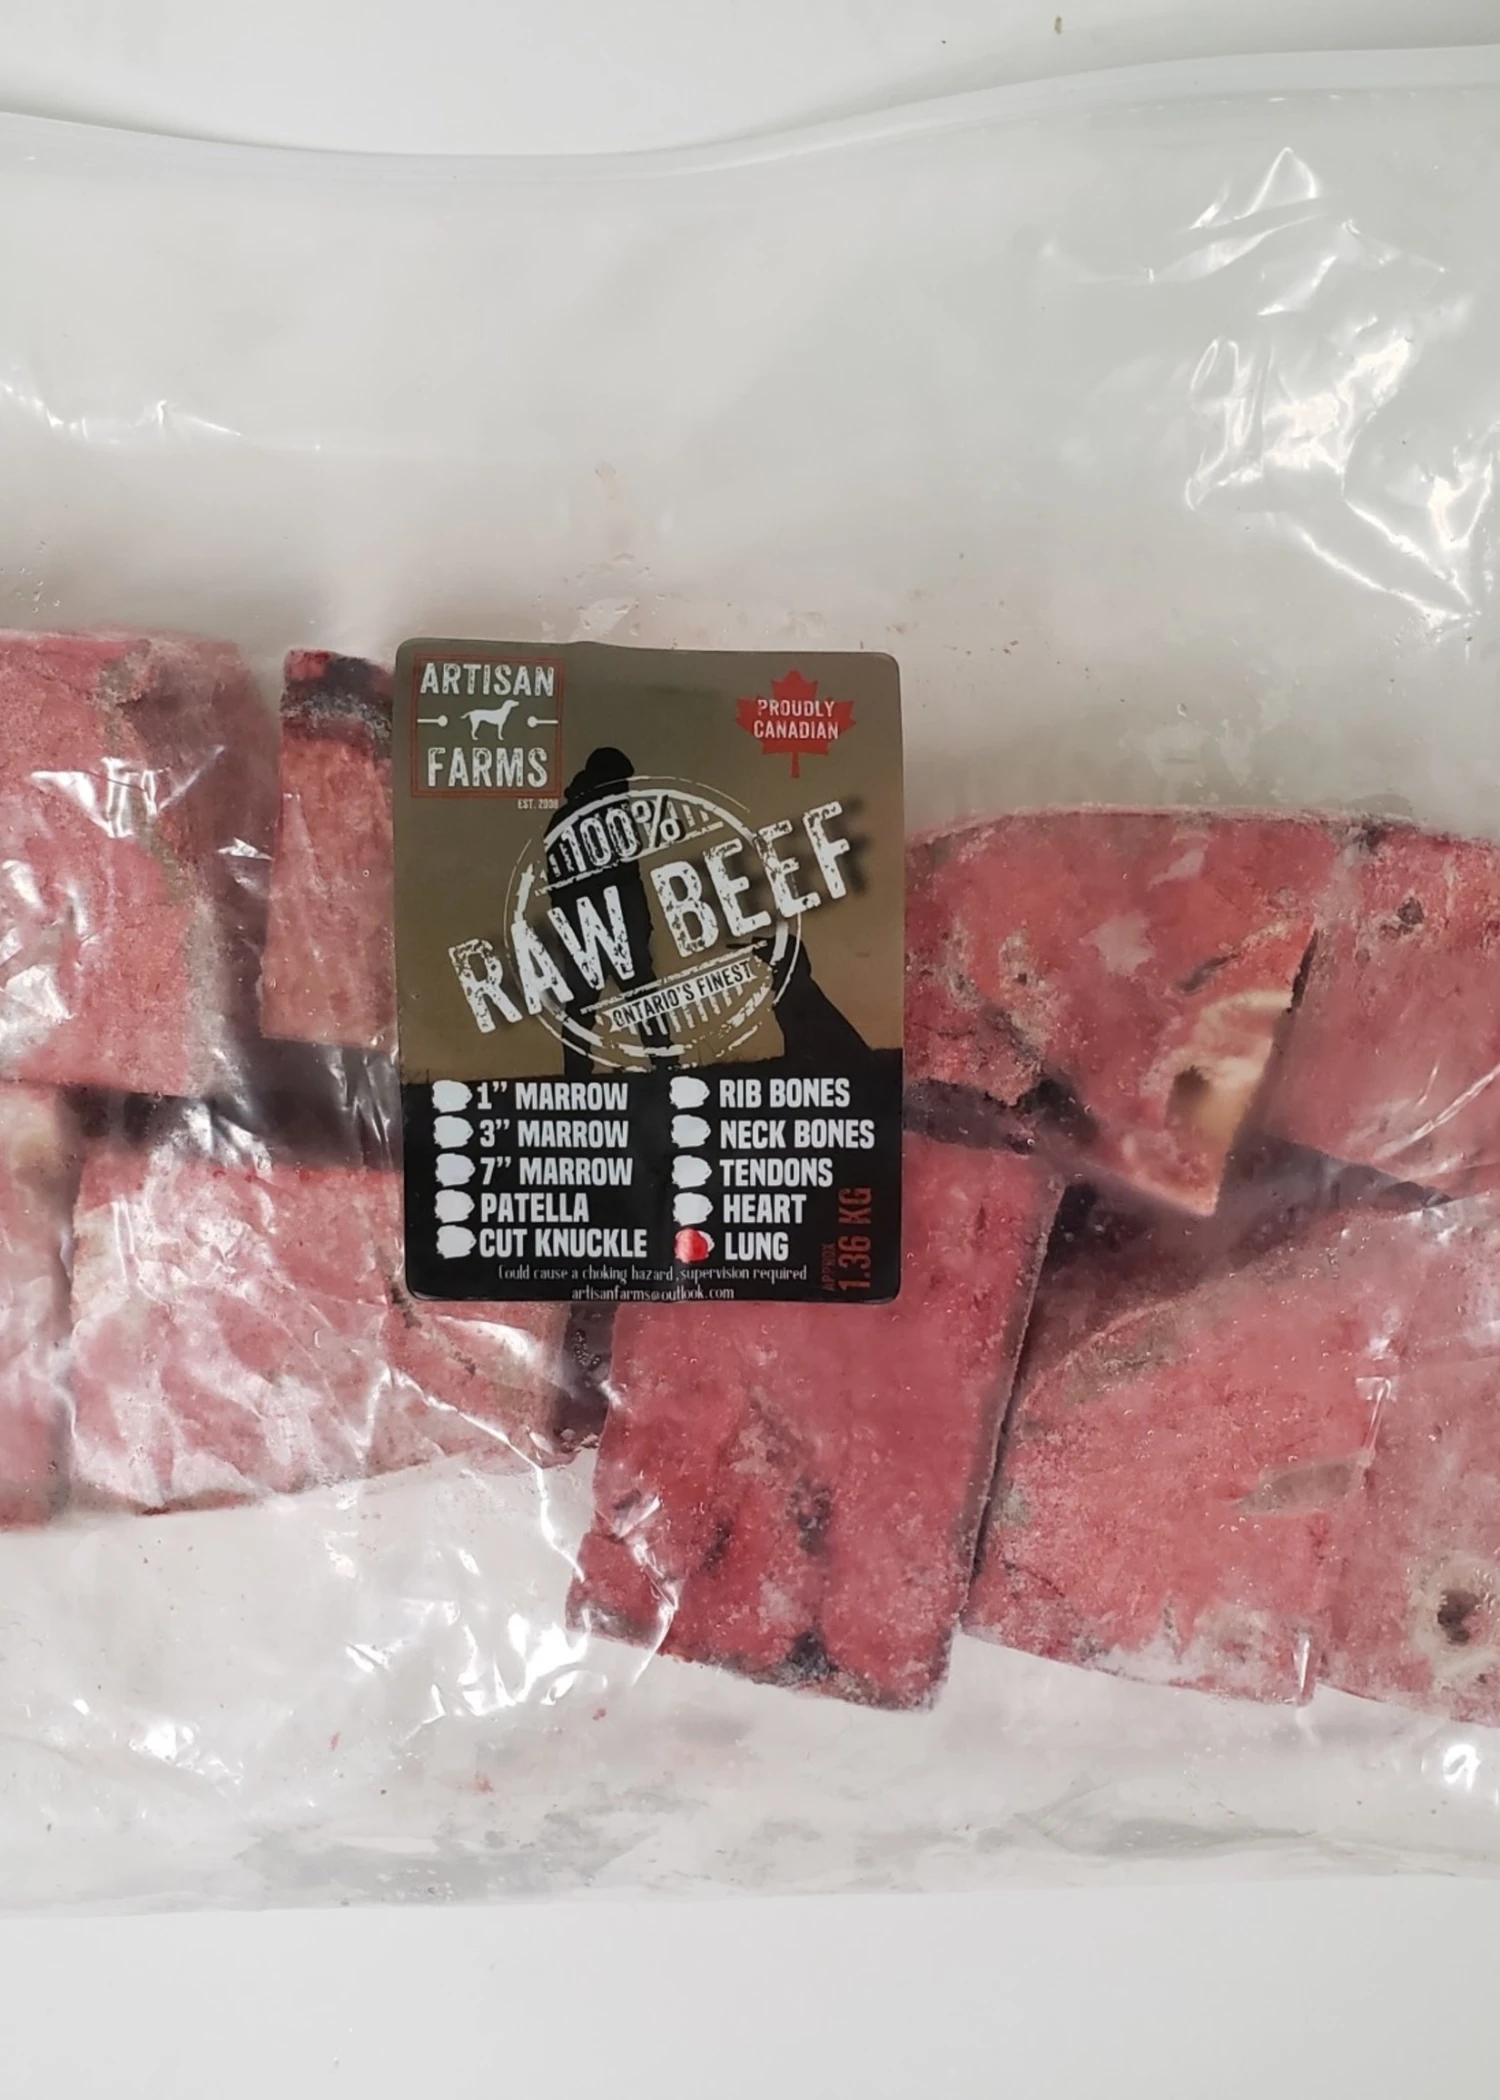 ARTISAN
FARMS
EST. 2008
PROUDLY
CANADIAN
100%
RAW BEEF
ONTARIO'S FINEST
1" MARROW
3" MARROW
7" MARROW
PATELLA
CUT KNUCKLE
RIB BONES
NECK BONES
TENDONS
HEART
LUNG
APPROX
1.36 KG
Could cause a choking hazard, supervision required
artisanfarms@outlook.com